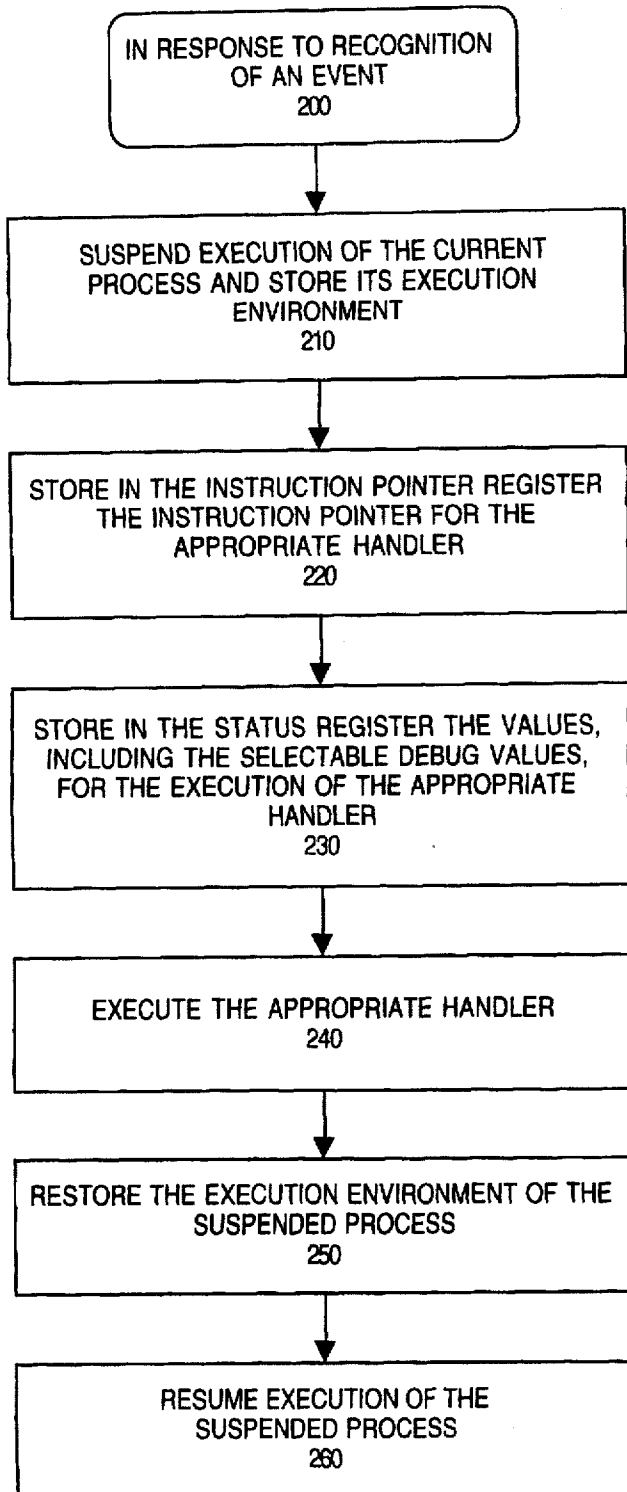 IN RESPONSE TO RECOGNITION
OF AN EVENT
200
SUSPEND EXECUTION OF THE CURRENT
PROCESS AND STORE ITS EXECUTION
ENVIRONMENT
210
STORE IN THE INSTRUCTION POINTER REGISTER
THE INSTRUCTION POINTER FOR THE
APPROPRIATE HANDLER
220
STORE IN THE STATUS REGISTER THE VALUES,
INCLUDING THE SELECTABLE DEBUG VALUES,
FOR THE EXECUTION OF THE APPROPRIATE
HANDLER
230
EXECUTE THE APPROPRIATE HANDLER
240
RESTORE THE EXECUTION ENVIRONMENT OF THE
SUSPENDED PROCESS
250
RESUME EXECUTION OF THE
SUSPENDED PROCESS
260